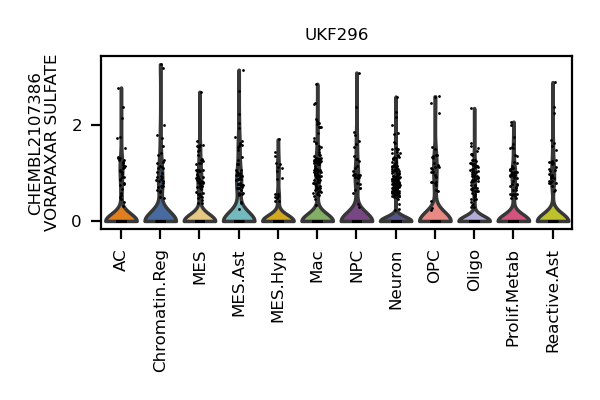 UKF296
CHEMBL2107386
VORAPAXAR SULFATE
2
0
AC
Chromatin.Reg
MES
MES.Ast
MES.Hyp
Mac
NPC
Neuron
OPC
Oligo
Prolif.Metab
Reactive.Ast